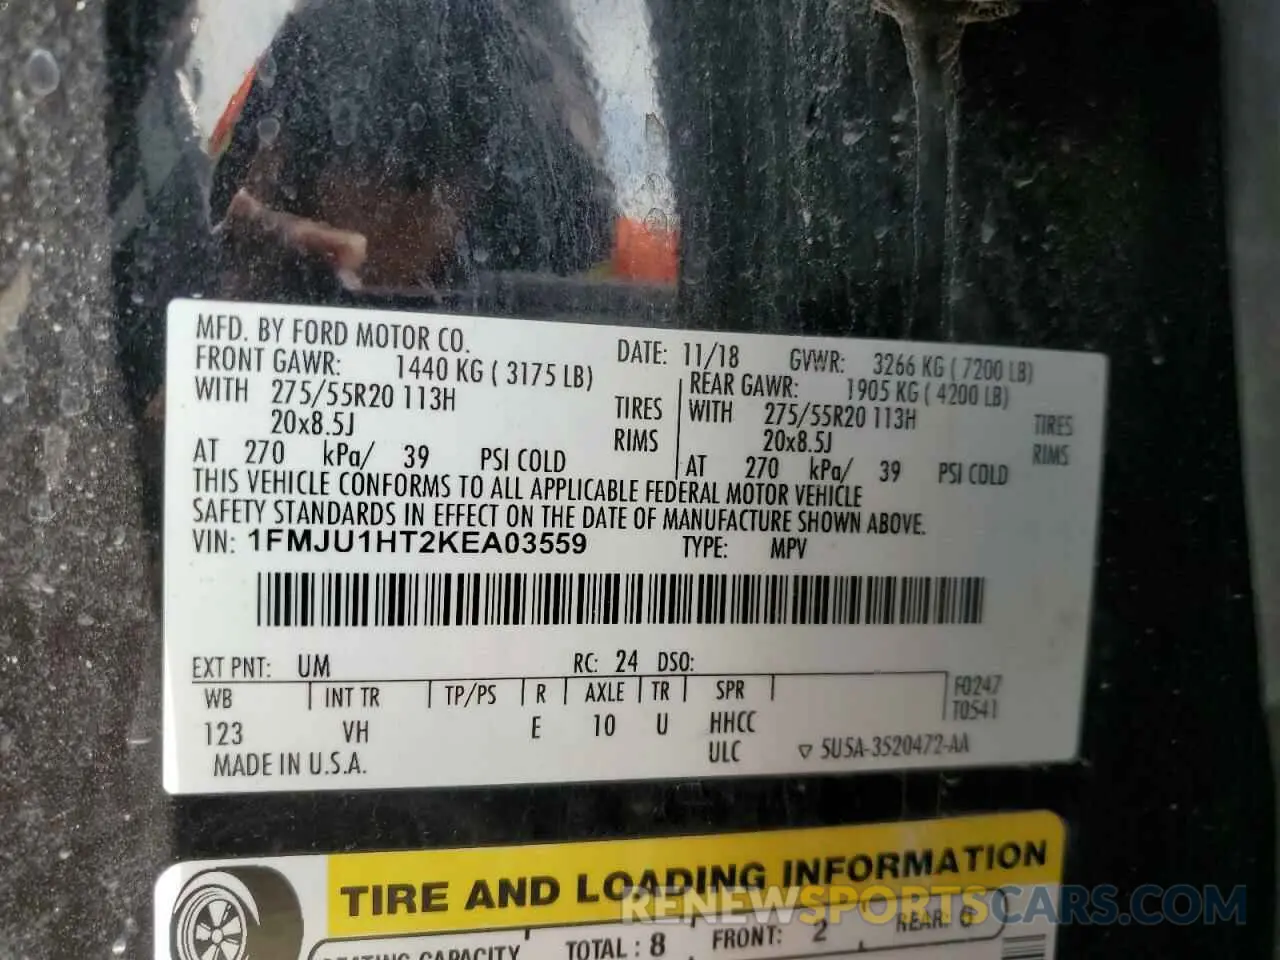 MFD. BY FORD MOTOR CO.
DATE: 11/18 GVWR: 3266 KG ( 7200 LB)
FRONT GAWR: 1440 KG ( 3175 LB)
WITH 275/55R20 113H TIRES
20x8.5J RIMS
AT 270 kPa/ 39 PSI COLD
REAR GAWR: 1905 KG ( 4200 LB)
WITH 275/55R20 113H TIRES
20x8.5J RIMS
AT 270 kPa/ 39 PSI COLD
THIS VEHICLE CONFORMS TO ALL APPLICABLE FEDERAL MOTOR VEHICLE
SAFETY STANDARDS IN EFFECT ON THE DATE OF MANUFACTURE SHOWN ABOVE.
VIN: 1FMJU1HT2KEA03559 TYPE: MPV
EXT PNT: UM RC: 24 DSO:
WB INT TR TP/PS R AXLE TR SPR F0247
T0541
123 VH E 10 U HHCC
ULC 5U5A-3520472-AA
MADE IN U.S.A.
TIRE AND LOADING INFORMATION
SEATING CAPACITY TOTAL : 8 FRONT: 2 REAR: 6
RENEWSPORTSCARS.COM